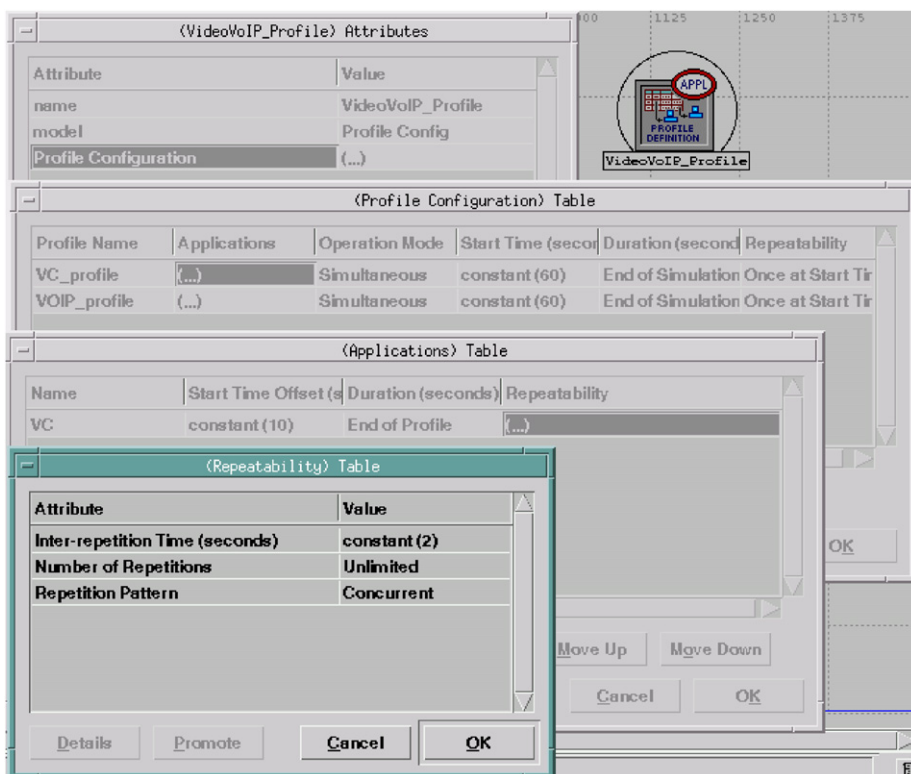 (VideoVoIP_Profile) Attributes
Attribute Value
name VideoVoIP_Profile
model Profile Config
Profile Configuration (...)
1125 1250 1375
APPL
PROFILE
DEFINITION
VideoVoIP_Profile
(Profile Configuration) Table
Profile Name Applications Operation Mode Start Time (secon Duration (second Repeatability
VC_profile (...) Simultaneous constant (60) End of Simulation Once at Start Tir
VOIP_profile (...) Simultaneous constant (60) End of Simulation Once at Start Tir
OK
(Applications) Table
Name Start Time Offset (s Duration (seconds) Repeatability
VC constant (10) End of Profile (...)
Move Up Move Down
Cancel OK
(Repeatability) Table
Attribute Value
Inter-repetition Time (seconds) constant (2)
Number of Repetitions Unlimited
Repetition Pattern Concurrent
Details Promote Cancel OK